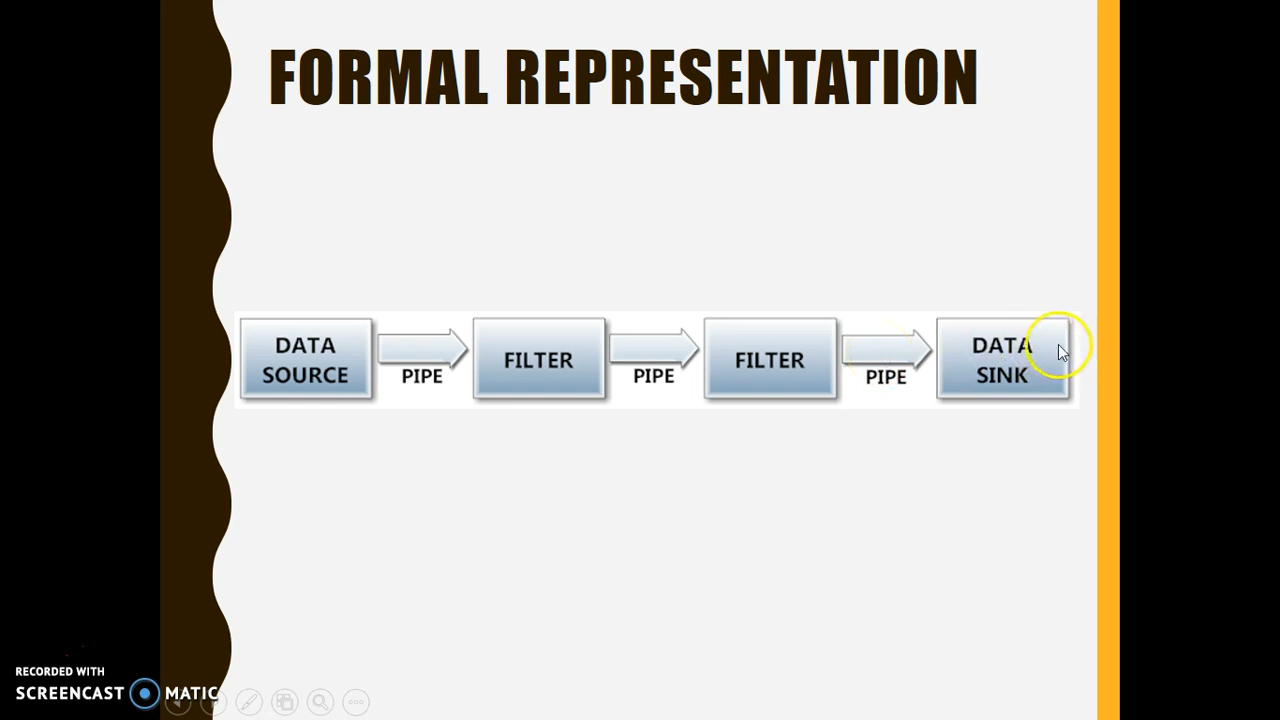 FORMAL REPRESENTATION
DATA
SOURCE
PIPE
FILTER
PIPE
FILTER
PIPE
DATA
SINK
RECORDED WITH
SCREENCAST MATIC